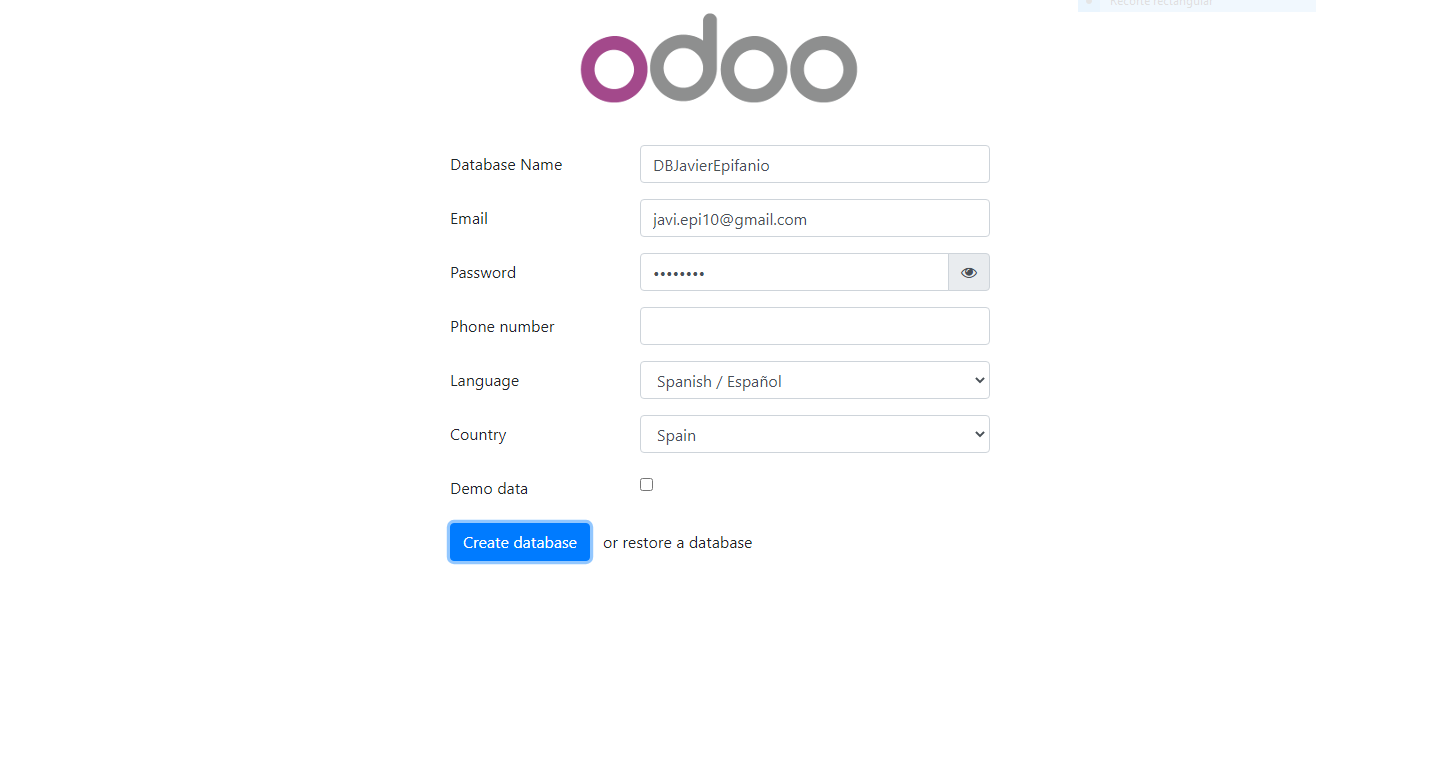 Recorte rectangular
odoo
Database Name DBJavierEpifanio
Email javi.epi10@gmail.com
Password ••••••••
Phone number
Language Spanish / Español
Country Spain
Demo data
Create database or restore a database